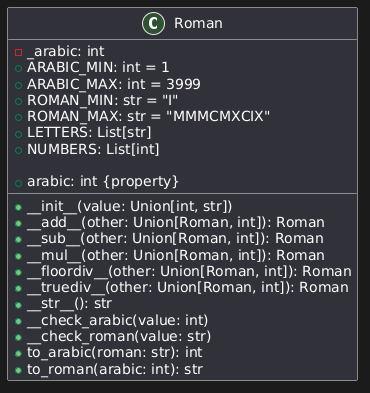 C Roman
_arabic: int
ARABIC_MIN: int = 1
ARABIC_MAX: int = 3999
ROMAN_MIN: str = "I"
ROMAN_MAX: str = "MMMCMXCIX"
LETTERS: List[str]
NUMBERS: List[int]
arabic: int {property}
__init__(value: Union[int, str])
__add__(other: Union[Roman, int]): Roman
__sub__(other: Union[Roman, int]): Roman
__mul__(other: Union[Roman, int]): Roman
__floordiv__(other: Union[Roman, int]): Roman
__truediv__(other: Union[Roman, int]): Roman
__str__(): str
__check_arabic(value: int)
__check_roman(value: str)
to_arabic(roman: str): int
to_roman(arabic: int): str